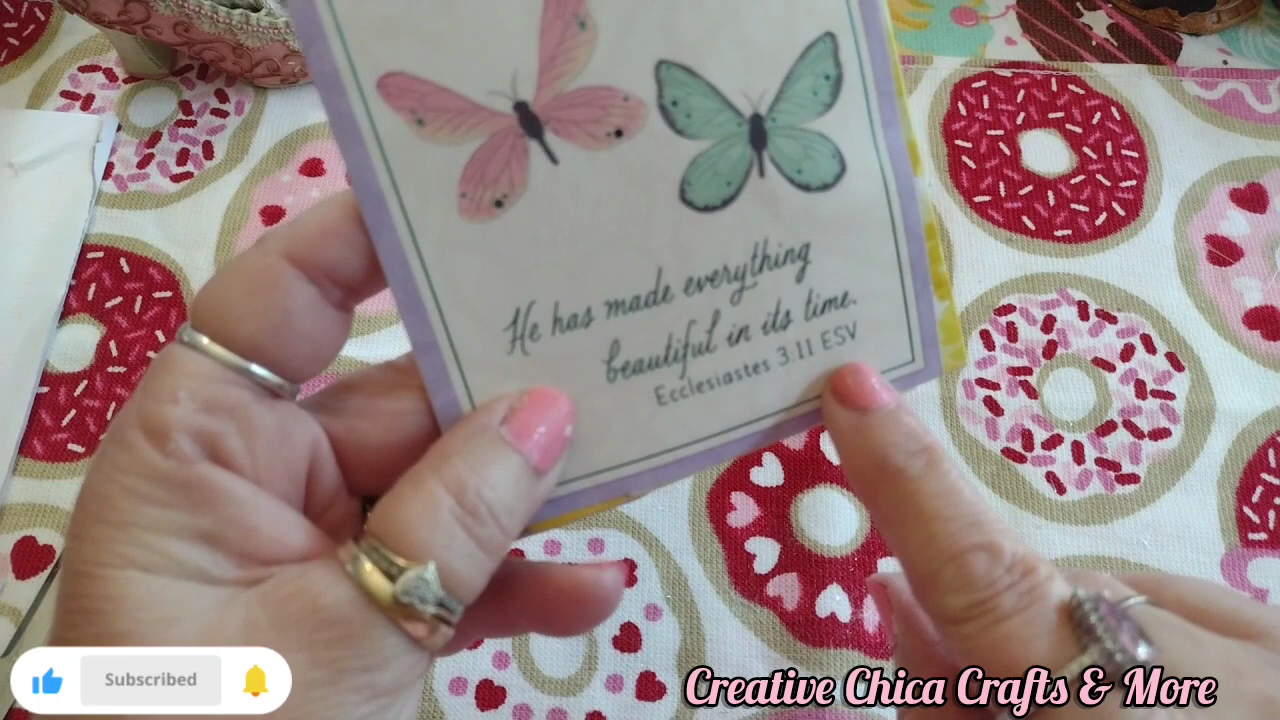 He has made everything
beautiful in its time.
Ecclesiastes 3:11 ESV
Subscribed
Creative Chica Crafts & More